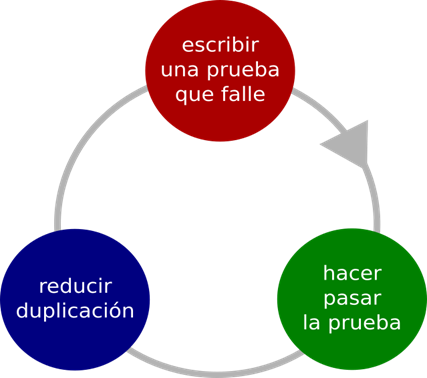 escribir
una prueba
que falle
hacer
pasar
la prueba
reducir
duplicación